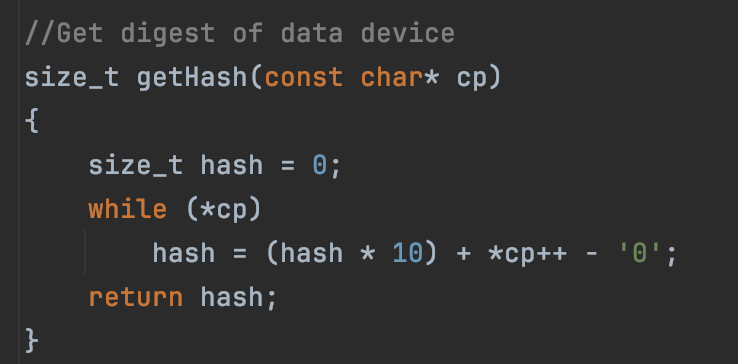 //Get digest of data device
size_t getHash(const char* cp)
{
    size_t hash = 0;
    while (*cp)
        hash = (hash * 10) + *cp++ - '0';
    return hash;
}